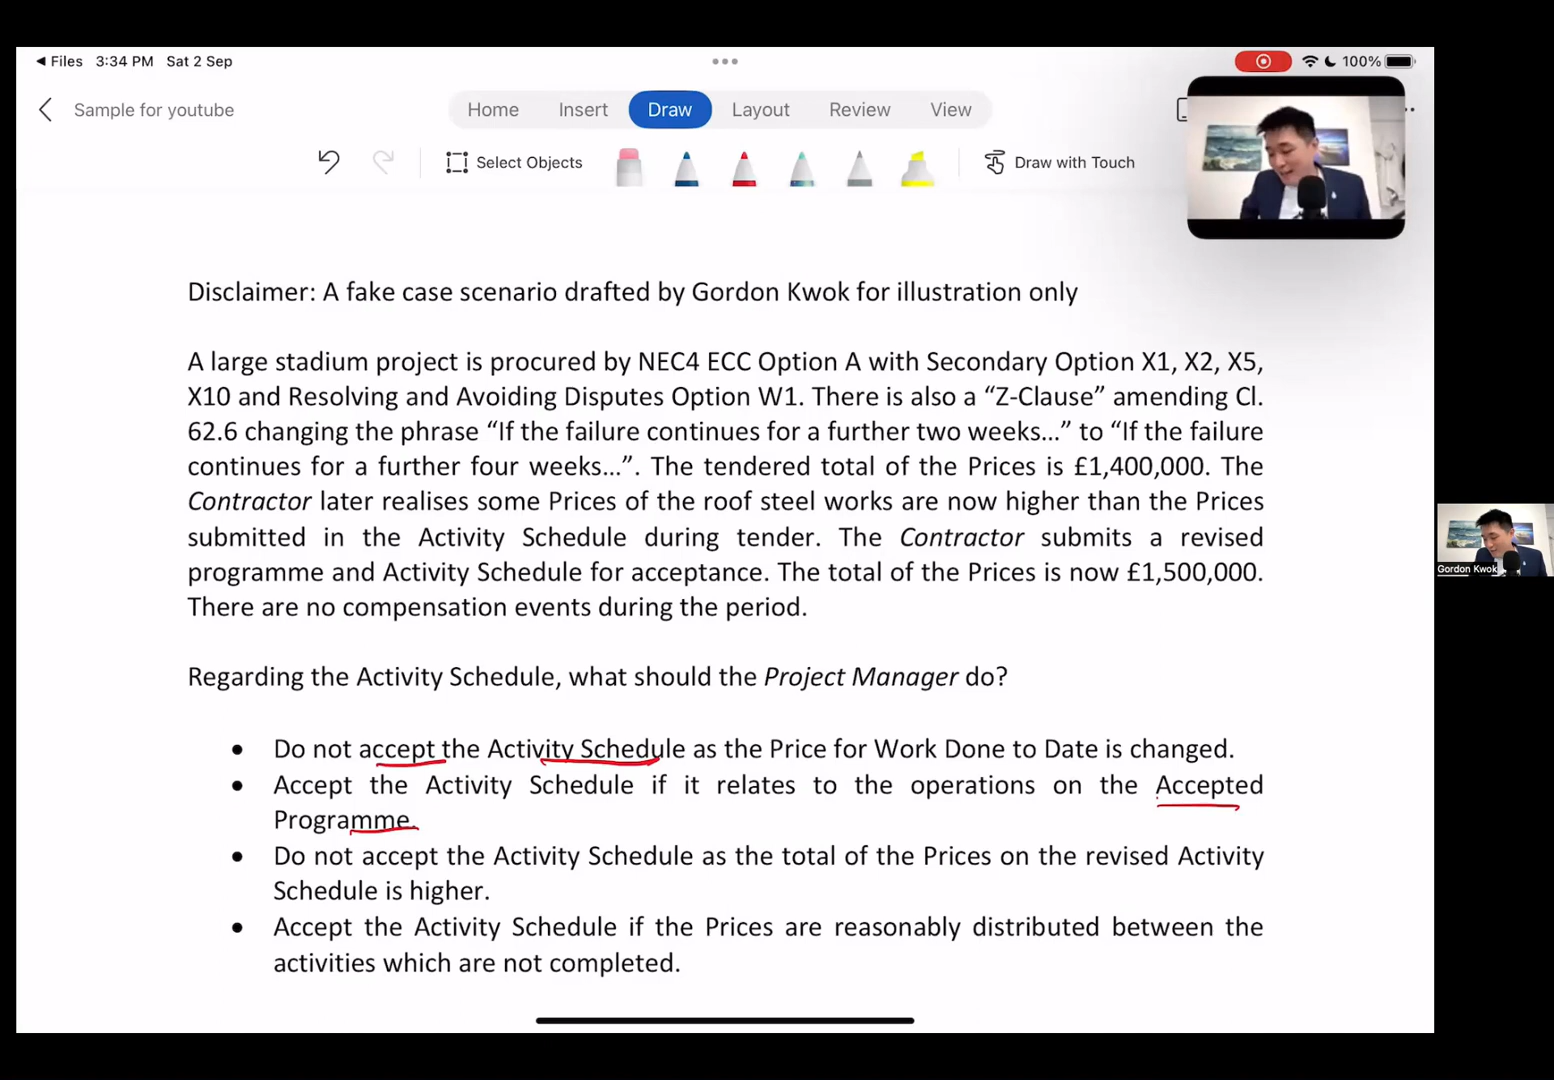 Files 3:34 PM Sat 2 Sep 100%
Sample for youtube Home Insert Draw Layout Review View
Select Objects Draw with Touch
Disclaimer: A fake case scenario drafted by Gordon Kwok for illustration only
A large stadium project is procured by NEC4 ECC Option A with Secondary Option X1, X2, X5,
X10 and Resolving and Avoiding Disputes Option W1. There is also a “Z-Clause” amending Cl.
62.6 changing the phrase “If the failure continues for a further two weeks...” to “If the failure
continues for a further four weeks...”. The tendered total of the Prices is £1,400,000. The
Contractor later realises some Prices of the roof steel works are now higher than the Prices
submitted in the Activity Schedule during tender. The Contractor submits a revised
programme and Activity Schedule for acceptance. The total of the Prices is now £1,500,000.
There are no compensation events during the period.
Regarding the Activity Schedule, what should the Project Manager do?
• Do not accept the Activity Schedule as the Price for Work Done to Date is changed.
• Accept the Activity Schedule if it relates to the operations on the Accepted
Programme.
• Do not accept the Activity Schedule as the total of the Prices on the revised Activity
Schedule is higher.
• Accept the Activity Schedule if the Prices are reasonably distributed between the
activities which are not completed.
Gordon Kwok